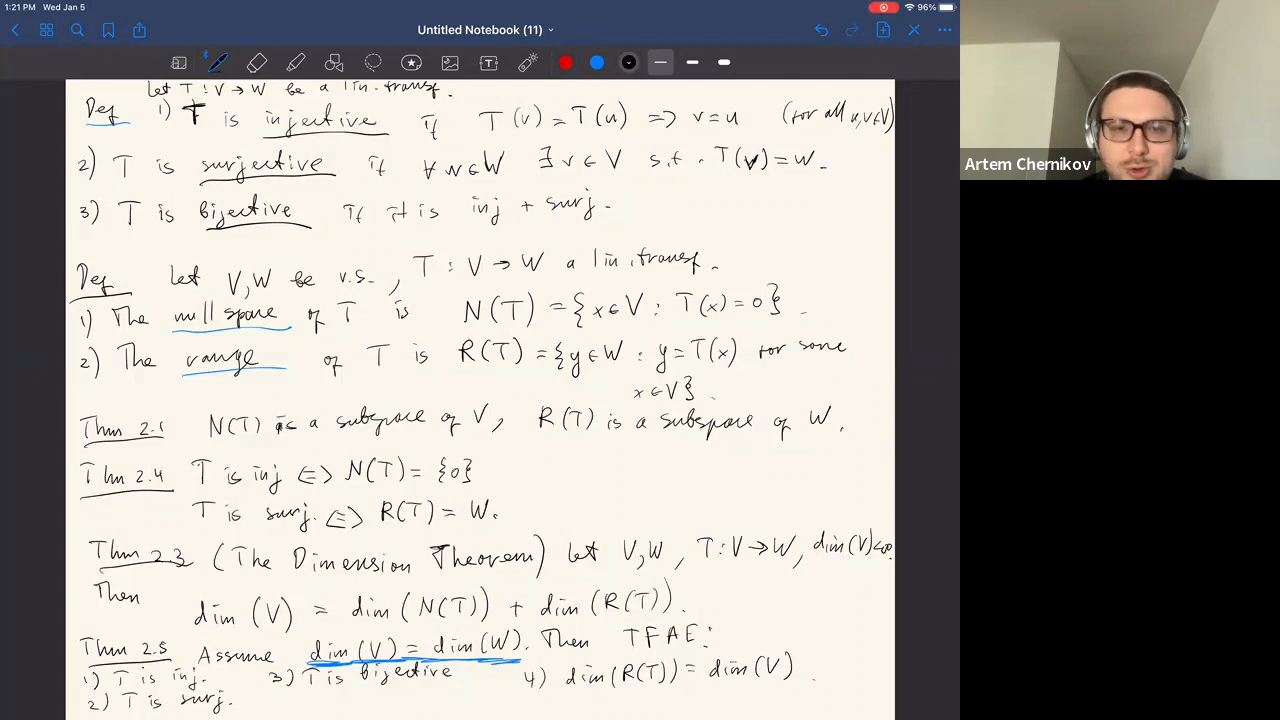 1:21 PM Wed Jan 5
96%
Untitled Notebook (11)
Let T : V → W be a lin. transf.
Def 1) T is injective if T(v) = T(u) => v = u (for all u,v ∈ V)
2) T is surjective if ∀ w ∈ W ∃ v ∈ V s.t. T(v) = w.
3) T is bijective if it is inj + surj.
Def Let V, W be v.s., T : V → W a lin. transf.
1) The null space of T is N(T) = {x ∈ V : T(x) = 0}.
2) The range of T is R(T) = {y ∈ W : y = T(x) for some
x ∈ V}.
Thm 2.1 N(T) is a subspace of V, R(T) is a subspace of W.
Thm 2.4 T is inj <=> N(T) = {0}
T is surj. <=> R(T) = W.
Thm 2.3 (The Dimension Theorem) Let V, W, T : V → W, dim(V) < ∞.
Then
dim (V) = dim (N(T)) + dim (R(T)).
Thm 2.5 Assume dim(V) = dim(W). Then TFAE:
1) T is inj. 3) T is bijective 4) dim(R(T)) = dim(V).
2) T is surj.
Artem Chernikov